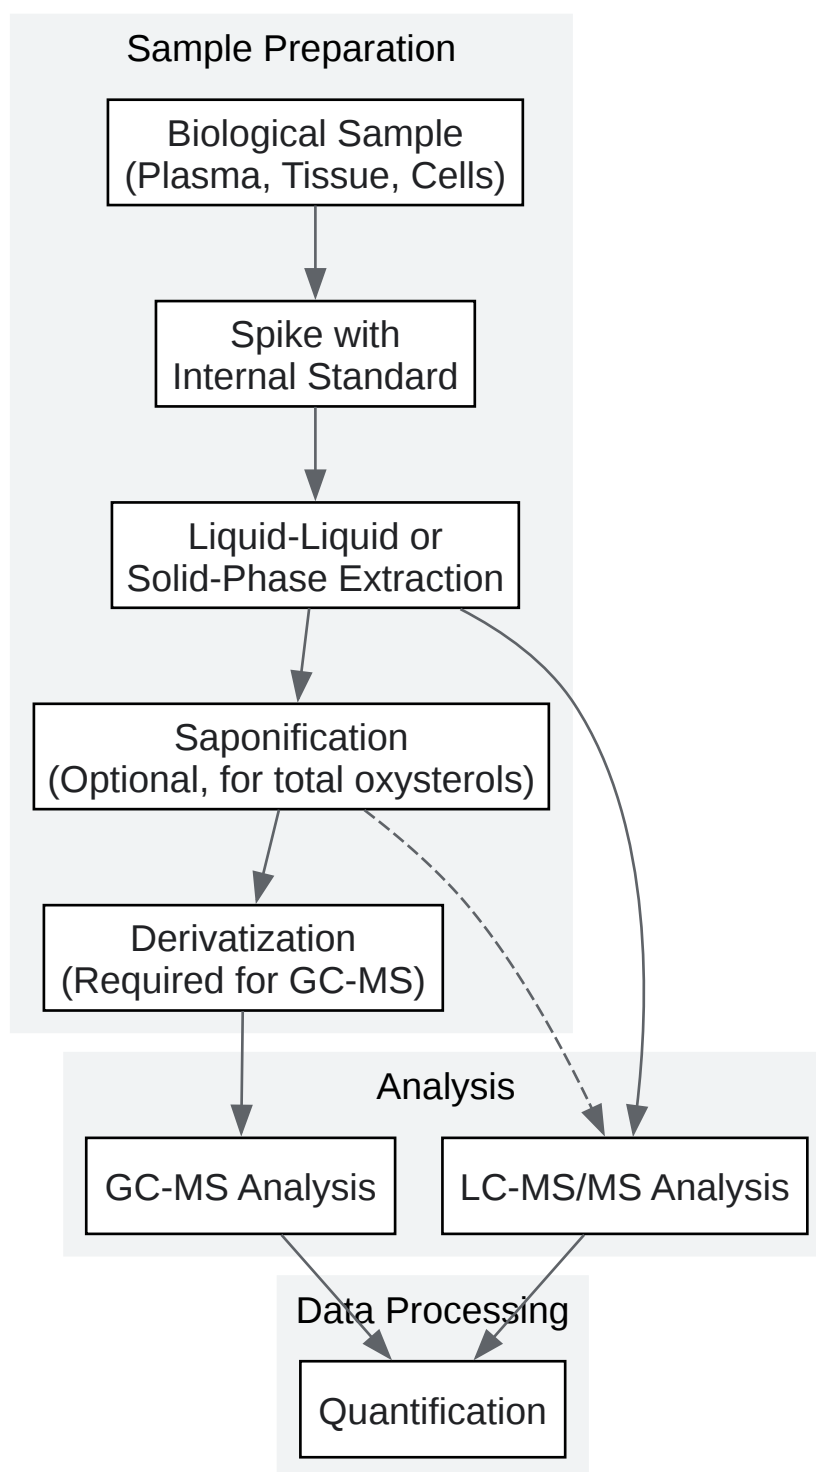 Sample Preparation
Biological Sample
(Plasma, Tissue, Cells)
Spike with
Internal Standard
Liquid-Liquid or
Solid-Phase Extraction
Saponification
(Optional, for total oxysterols)
Derivatization
(Required for GC-MS)
Analysis
GC-MS Analysis
LC-MS/MS Analysis
Data Processing
Quantification